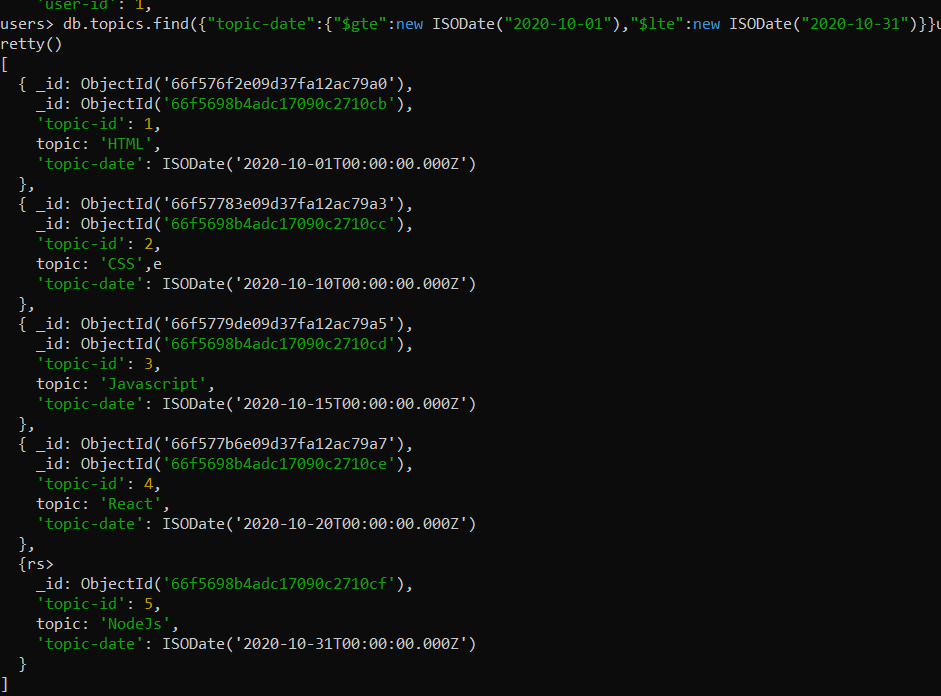 'user-id': 1,
users> db.topics.find({"topic-date":{"$gte":new ISODate("2020-10-01"),"$lte":new ISODate("2020-10-31")}}u
retty()
[
{ _id: ObjectId('66f576f2e09d37fa12ac79a0'),
_id: ObjectId('66f5698b4adc17090c2710cb'),
'topic-id': 1,
topic: 'HTML',
'topic-date': ISODate('2020-10-01T00:00:00.000Z')
},
{ _id: ObjectId('66f57783e09d37fa12ac79a3'),
_id: ObjectId('66f5698b4adc17090c2710cc'),
'topic-id': 2,
topic: 'CSS',e
'topic-date': ISODate('2020-10-10T00:00:00.000Z')
},
{ _id: ObjectId('66f5779de09d37fa12ac79a5'),
_id: ObjectId('66f5698b4adc17090c2710cd'),
'topic-id': 3,
topic: 'Javascript',
'topic-date': ISODate('2020-10-15T00:00:00.000Z')
},
{ _id: ObjectId('66f577b6e09d37fa12ac79a7'),
_id: ObjectId('66f5698b4adc17090c2710ce'),
'topic-id': 4,
topic: 'React',
'topic-date': ISODate('2020-10-20T00:00:00.000Z')
},
{rs>
_id: ObjectId('66f5698b4adc17090c2710cf'),
'topic-id': 5,
topic: 'NodeJs',
'topic-date': ISODate('2020-10-31T00:00:00.000Z')
}
]